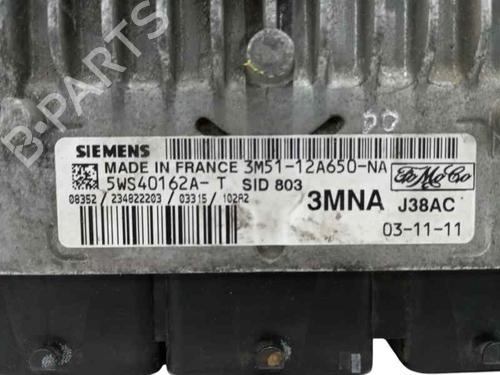 B-PARTS
SIEMENS
MADE IN FRANCE 3M51-12A650-NA
5WS40162A- T SID 803
FoMoCo
08352 / 234822203 / 03315 / 102A2
3MNA J38AC
03-11-11